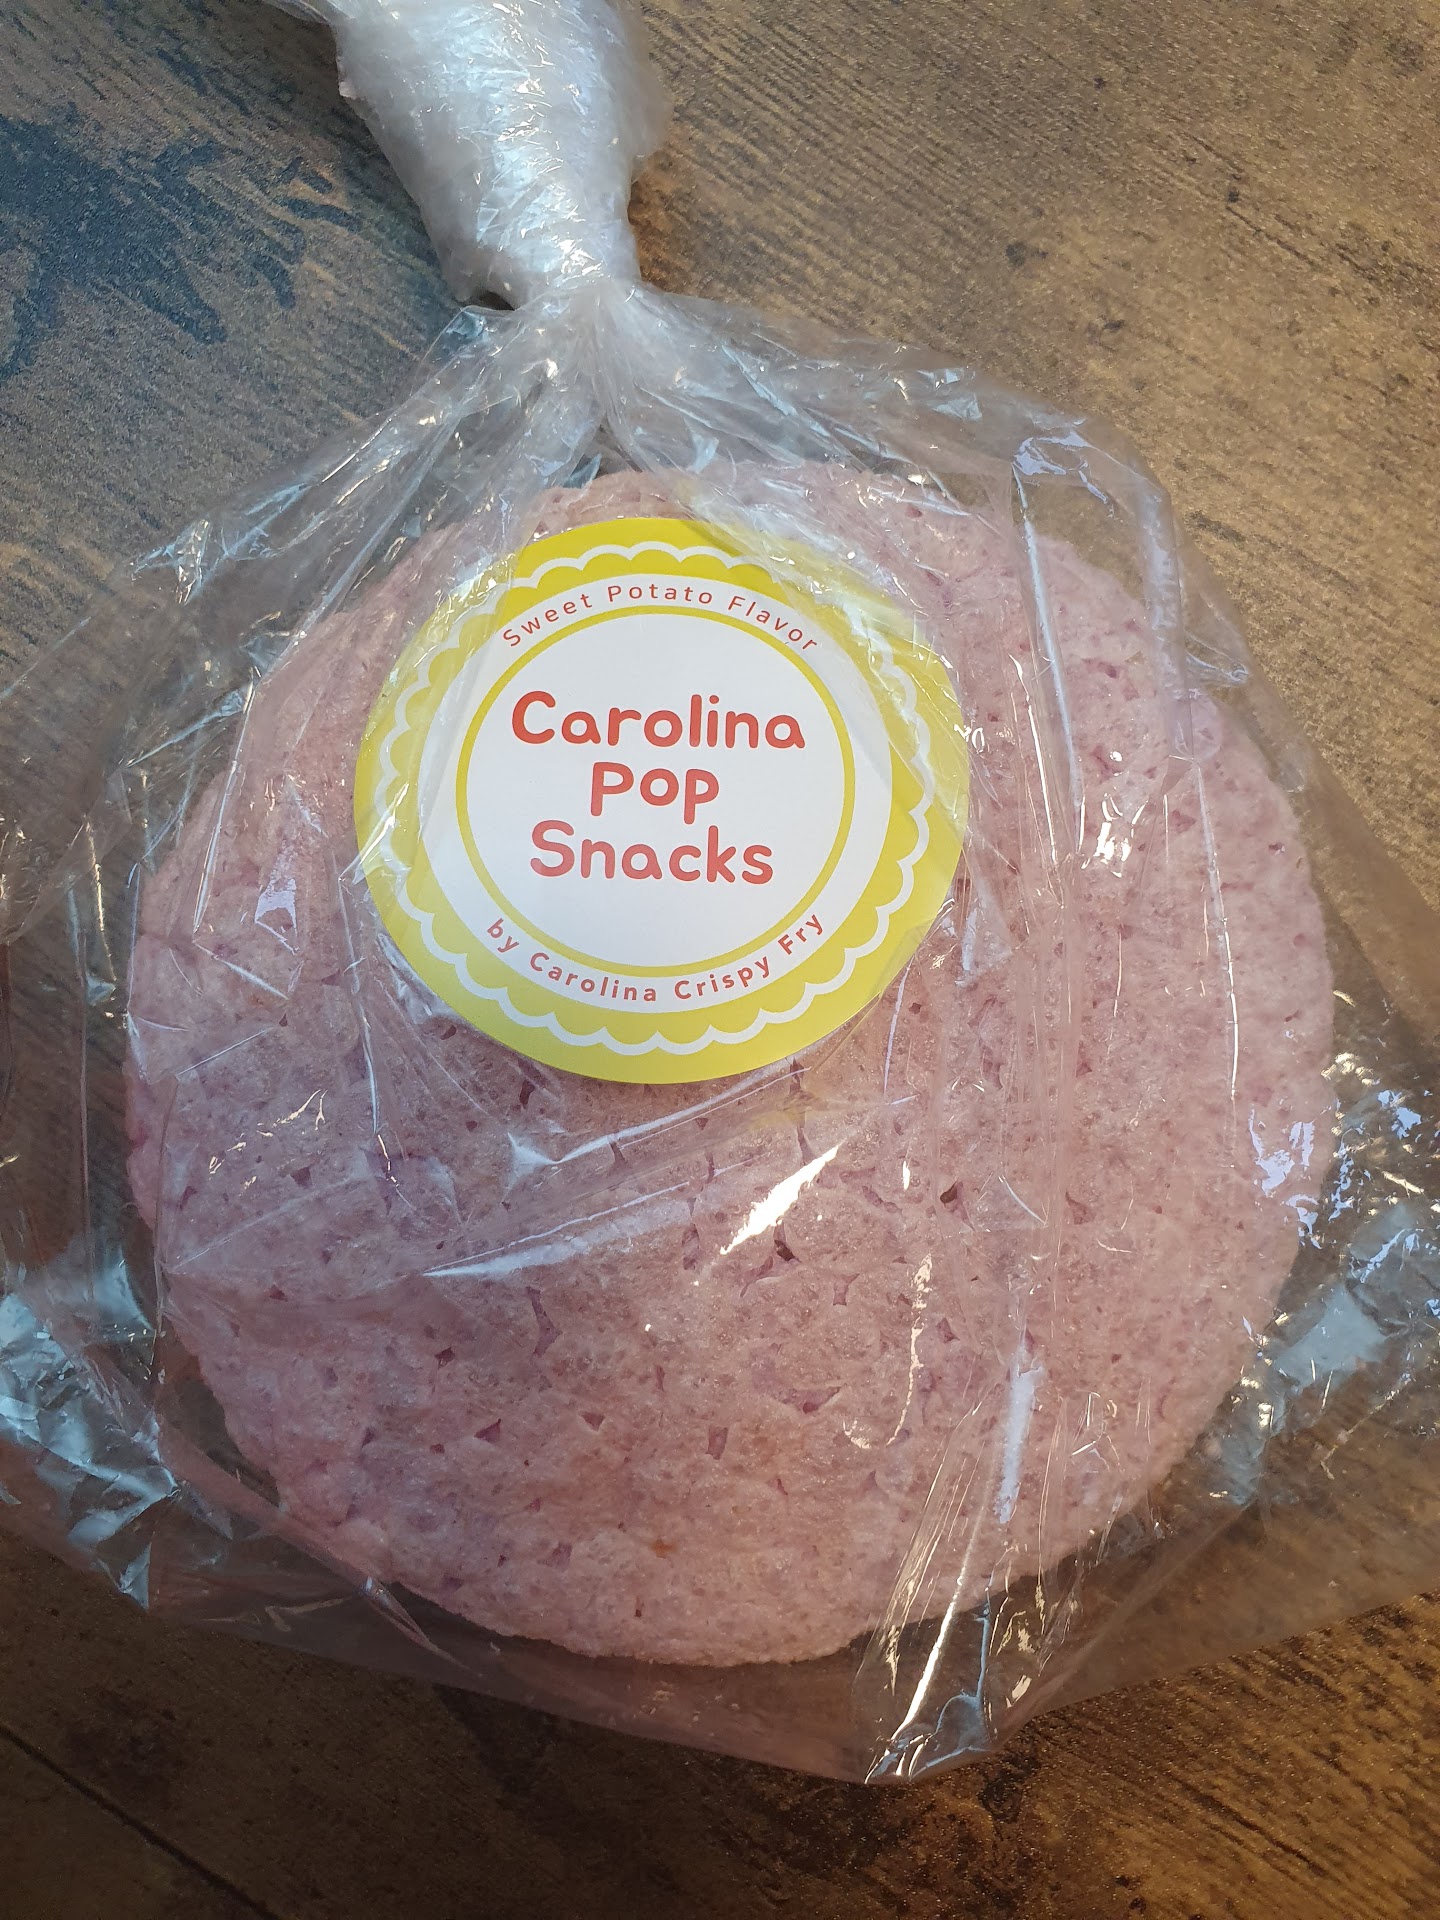 Sweet Potato Flavor
Carolina
Pop
Snacks
by Carolina Crispy Fry